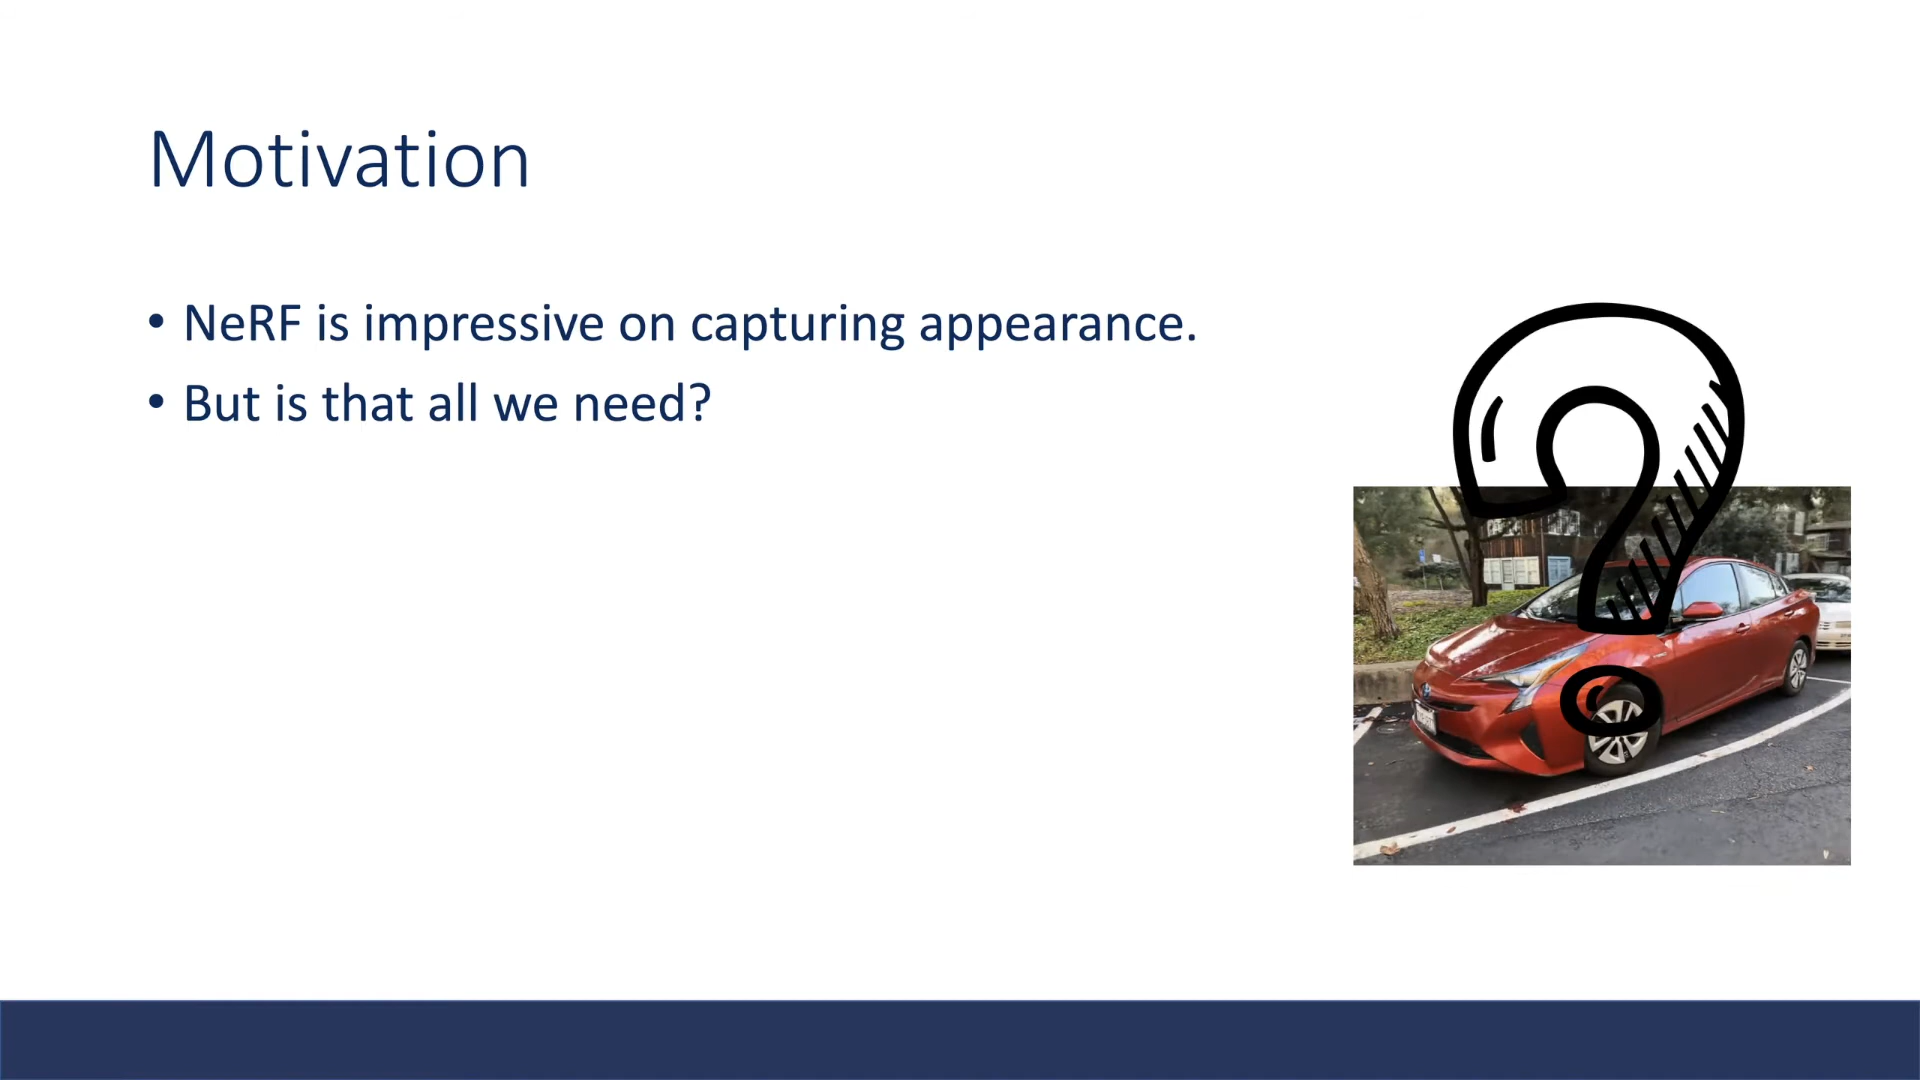 Motivation
• NeRF is impressive on capturing appearance.
• But is that all we need?